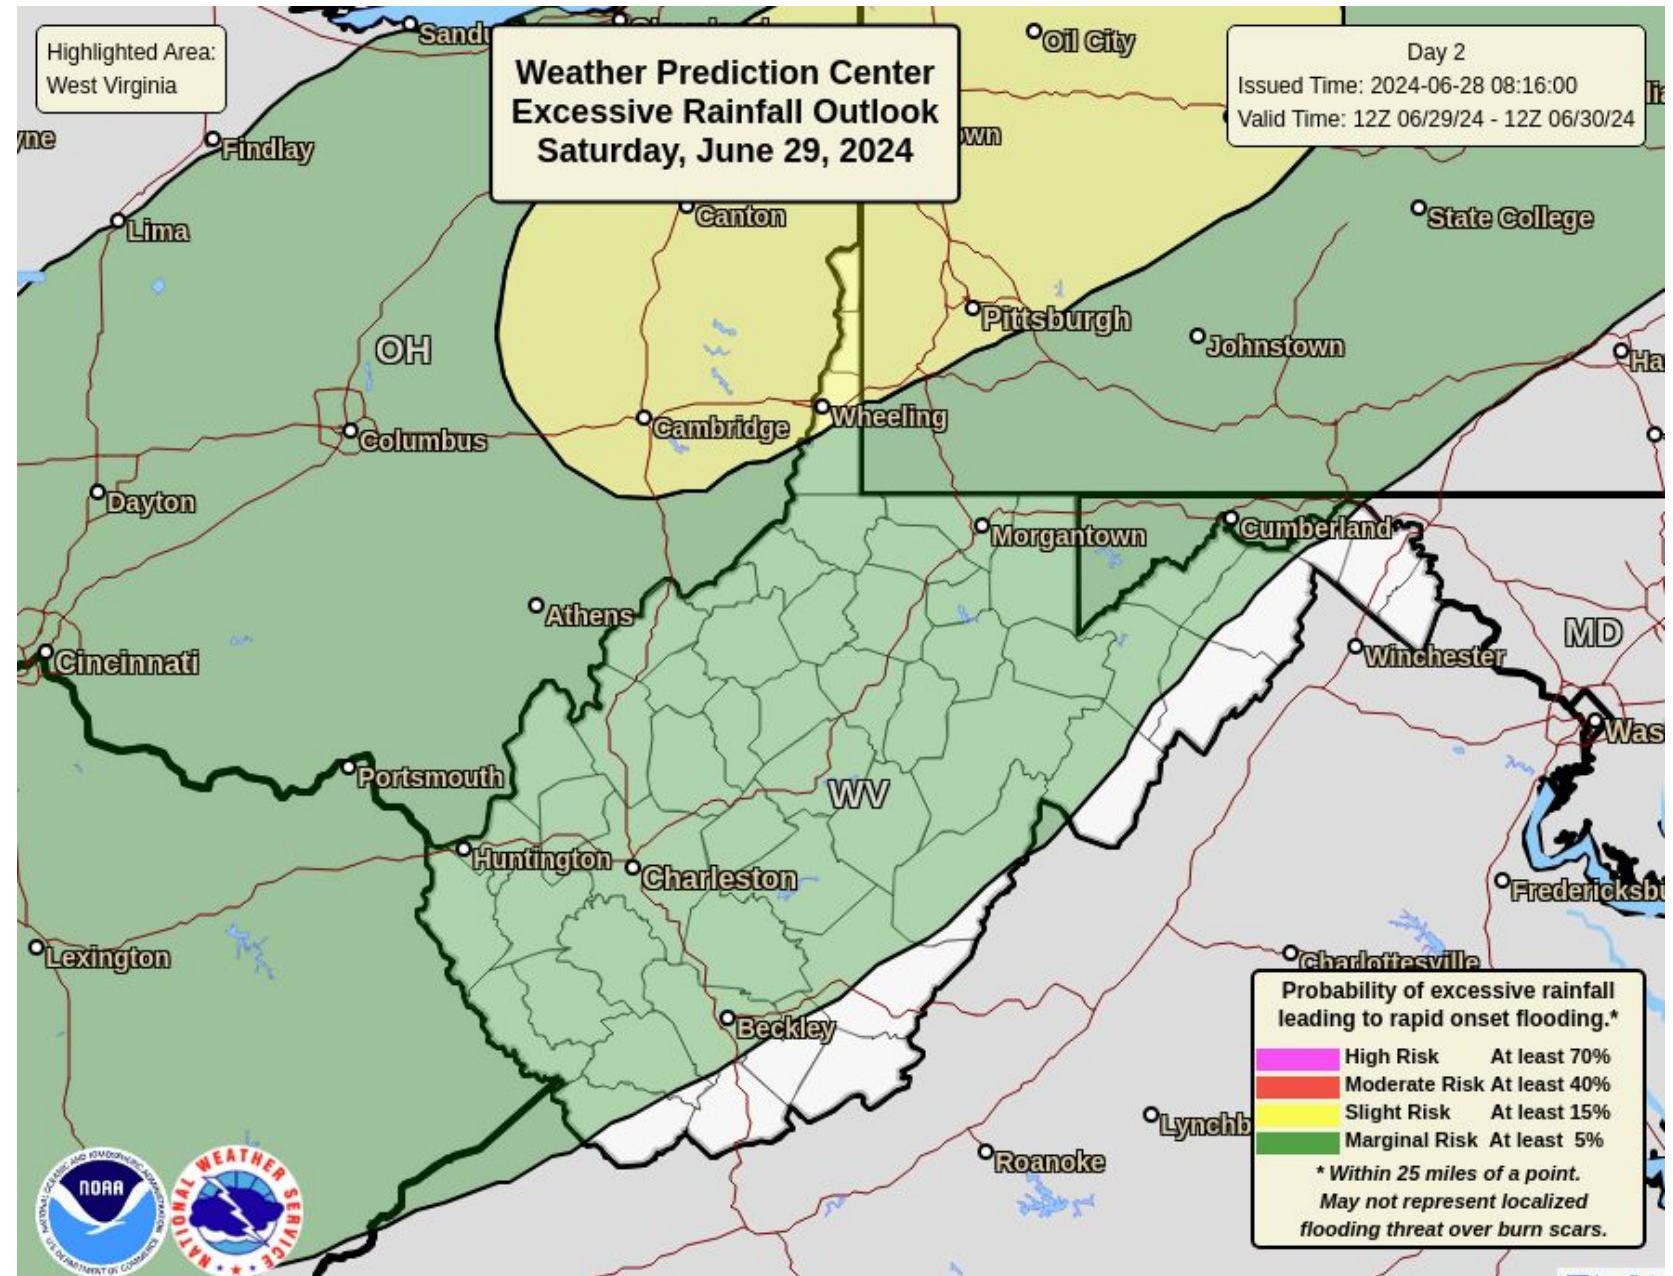 Highlighted Area:
West Virginia
Weather Prediction Center
Excessive Rainfall Outlook
Saturday, June 29, 2024
Day 2
Issued Time: 2024-06-28 08:16:00
Valid Time: 12Z 06/29/24 - 12Z 06/30/24
Oil City
Findlay
Lima
Canton
State College
OH
Pittsburgh
Johnstown
Columbus
Cambridge
Wheeling
Dayton
Morgantown
Cumberland
Athens
Cincinnati
Winchester
MD
Portsmouth
WV
Huntington
Charleston
Lexington
Charlottesville
Beckley
Roanoke
Probability of excessive rainfall
leading to rapid onset flooding.*
High Risk At least 70%
Moderate Risk At least 40%
Slight Risk At least 15%
Marginal Risk At least 5%
* Within 25 miles of a point.
May not represent localized
flooding threat over burn scars.
NOAA
NATIONAL WEATHER SERVICE